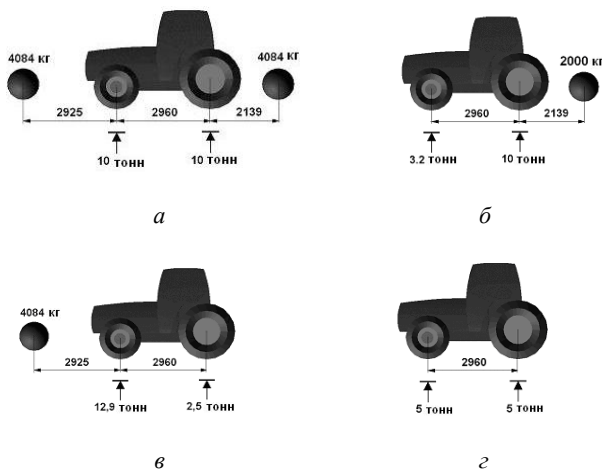 4084 кг
4084 кг
2925
2960
2139
10 тонн
10 тонн
а
2000 кг
2960
2139
3.2 тонн
10 тонн
б
4084 кг
2925
2960
12,9 тонн
2,5 тонн
в
2960
5 тонн
5 тонн
г